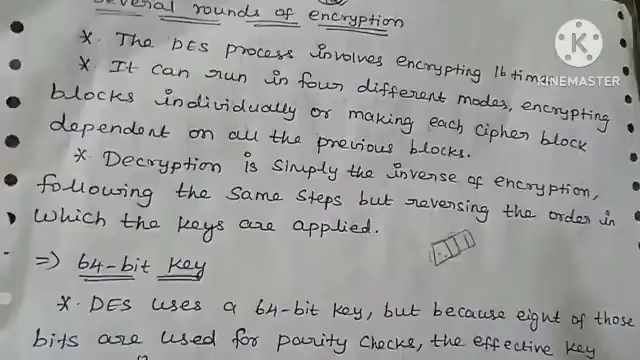 Several rounds of encryption
*. The DES process involves encrypting 16 times
* It can run in four different modes, encrypting
blocks individually or making each cipher block
dependent on all the previous blocks.
*. Decryption is simply the inverse of encryption,
following the same steps but reversing the order in
which the keys are applied.
=> 64-bit key
*. DES uses a 64-bit key, but because eight of those
bits are used for parity checks, the effective key
KINEMASTER